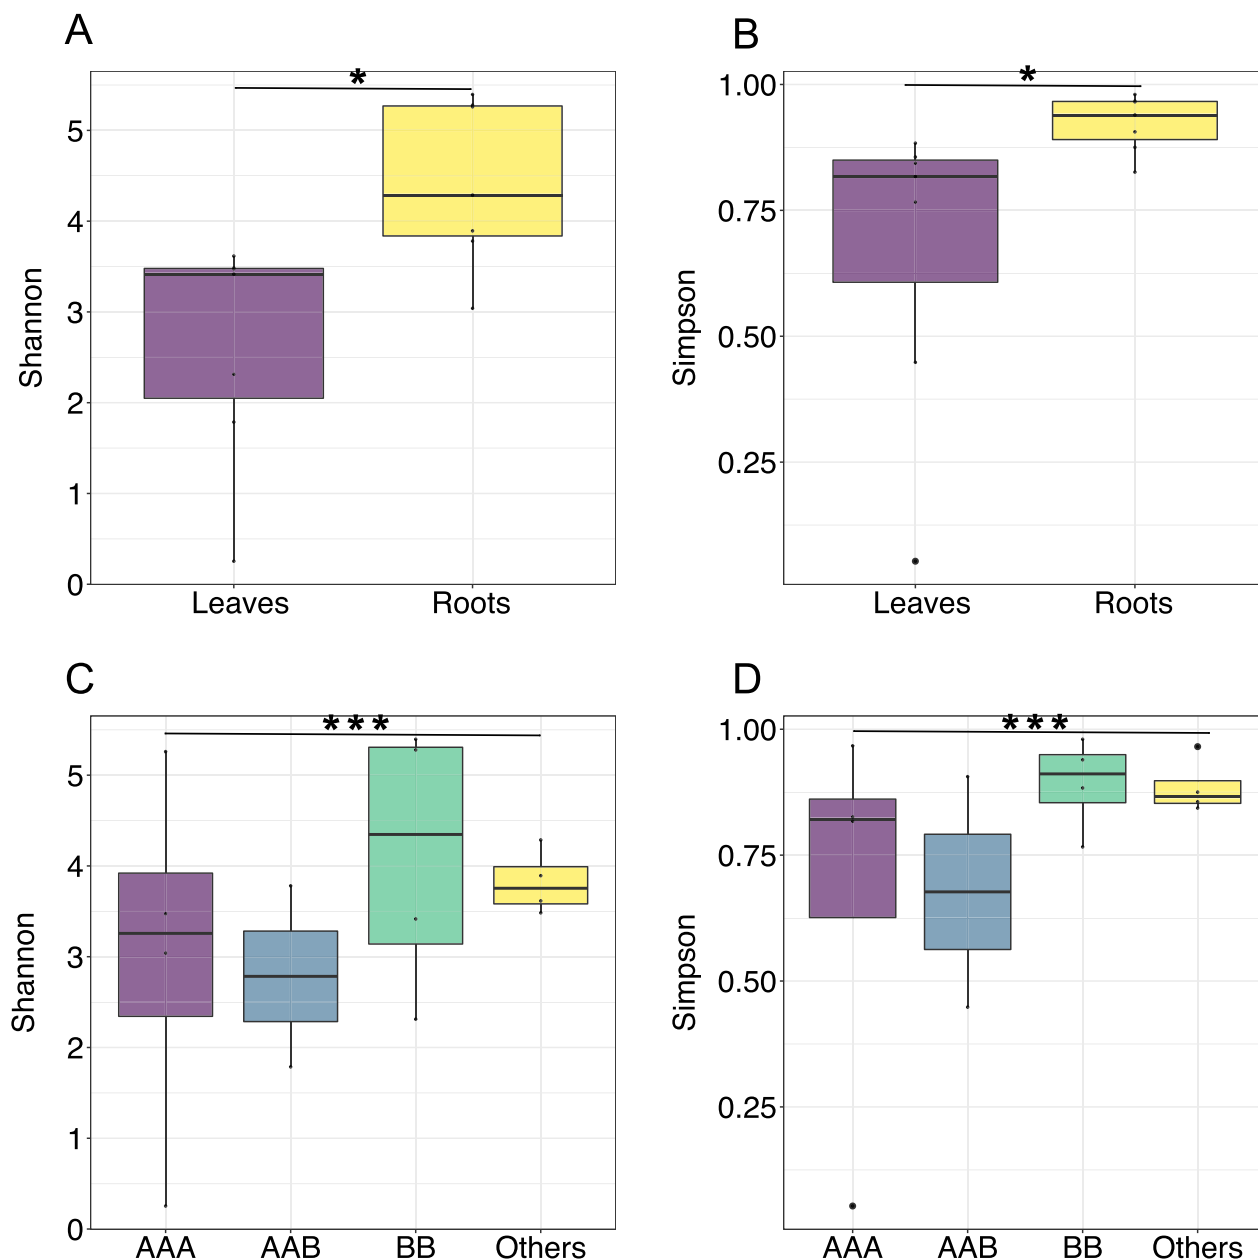 A
*
Shannon
5
4
3
2
1
0
Leaves Roots
B
*
Simpson
1.00
0.75
0.50
0.25
Leaves Roots
C
***
Shannon
5
4
3
2
1
0
AAA AAB BB Others
D
***
Simpson
1.00
0.75
0.50
0.25
AAA AAB BB Others